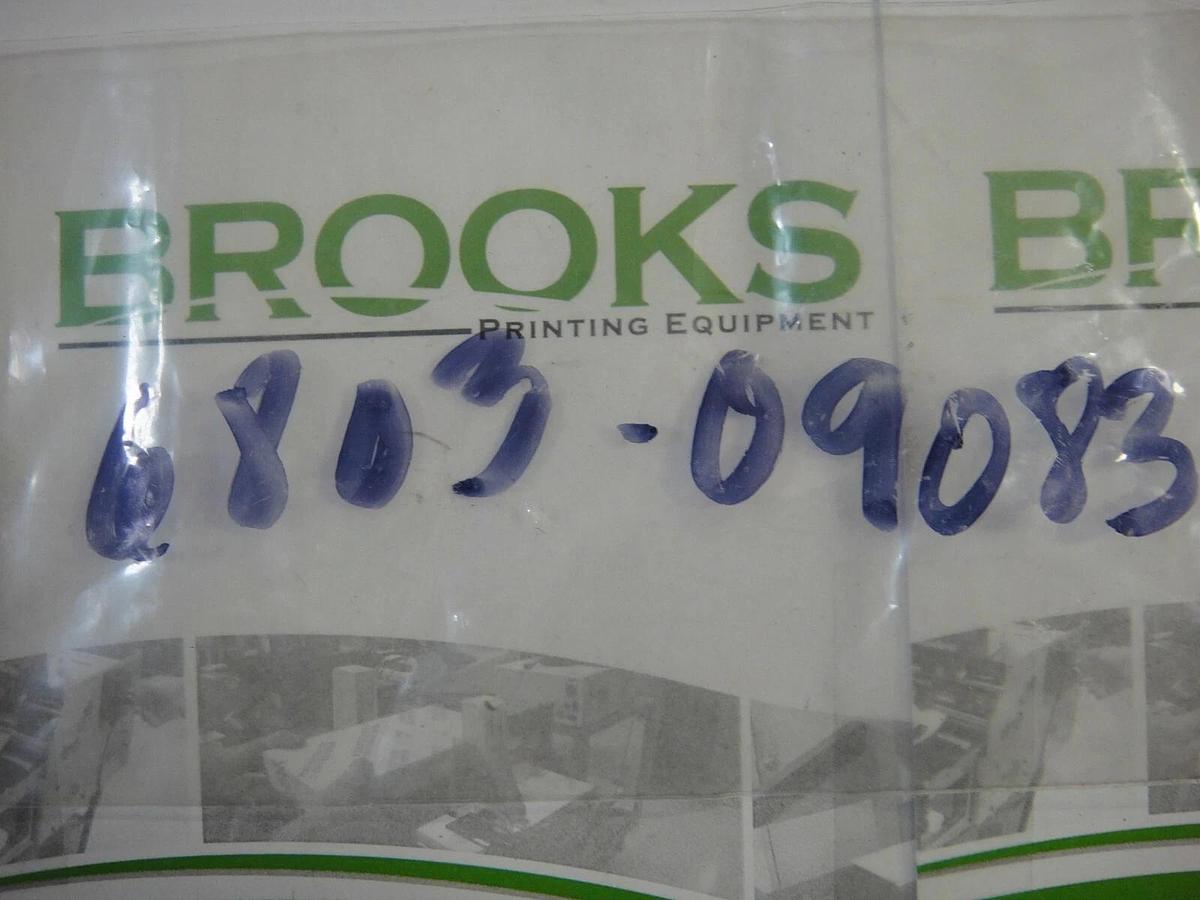 BROOKS
PRINTING EQUIPMENT
BR
6803-09083